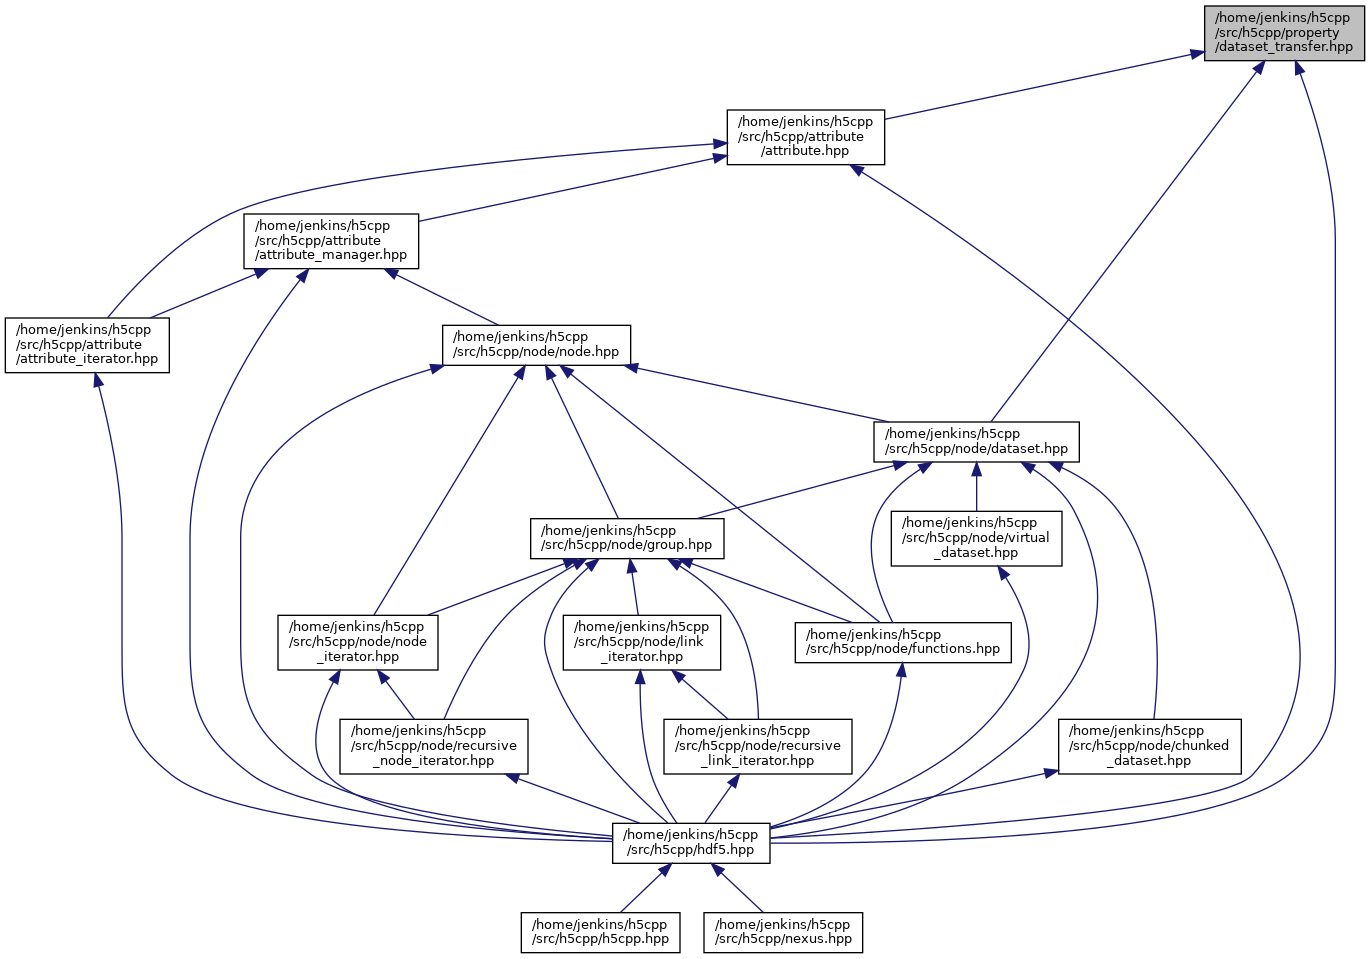 /home/jenkins/h5cpp
/src/h5cpp/property
/dataset_transfer.hpp
/home/jenkins/h5cpp
/src/h5cpp/attribute
/attribute.hpp
/home/jenkins/h5cpp
/src/h5cpp/attribute
/attribute_manager.hpp
/home/jenkins/h5cpp
/src/h5cpp/attribute
/attribute_iterator.hpp
/home/jenkins/h5cpp
/src/h5cpp/node/node.hpp
/home/jenkins/h5cpp
/src/h5cpp/node/dataset.hpp
/home/jenkins/h5cpp
/src/h5cpp/node/group.hpp
/home/jenkins/h5cpp
/src/h5cpp/node/virtual
_dataset.hpp
/home/jenkins/h5cpp
/src/h5cpp/node/node
_iterator.hpp
/home/jenkins/h5cpp
/src/h5cpp/node/link
_iterator.hpp
/home/jenkins/h5cpp
/src/h5cpp/node/functions.hpp
/home/jenkins/h5cpp
/src/h5cpp/node/recursive
_node_iterator.hpp
/home/jenkins/h5cpp
/src/h5cpp/node/recursive
_link_iterator.hpp
/home/jenkins/h5cpp
/src/h5cpp/node/chunked
_dataset.hpp
/home/jenkins/h5cpp
/src/h5cpp/hdf5.hpp
/home/jenkins/h5cpp
/src/h5cpp/h5cpp.hpp
/home/jenkins/h5cpp
/src/h5cpp/nexus.hpp